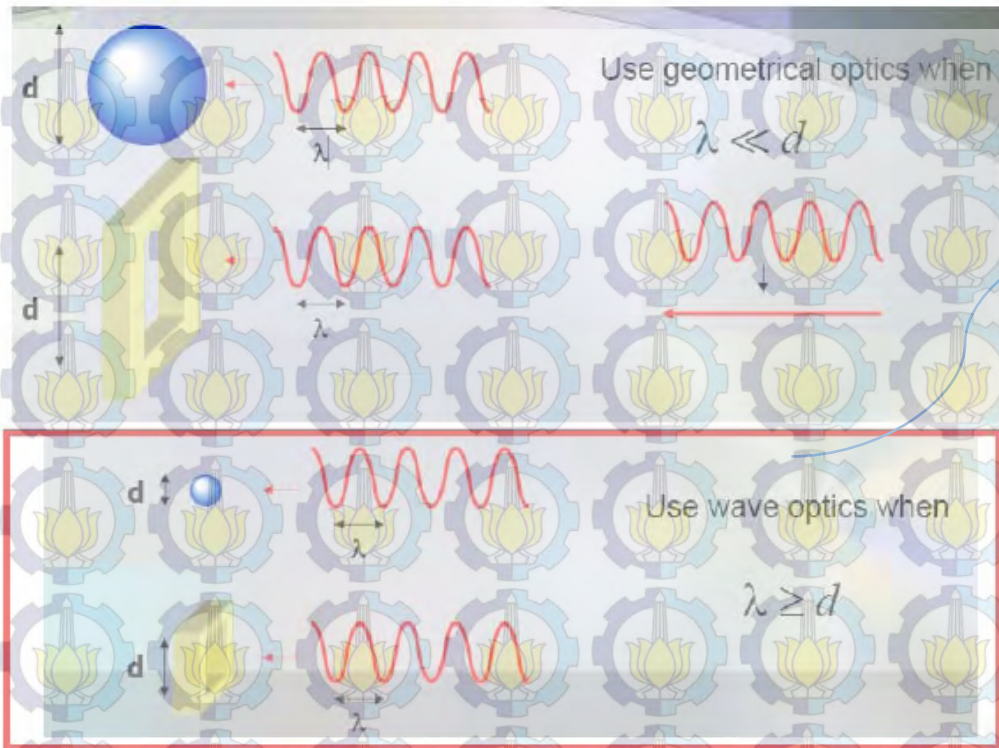 d
λ
Use geometrical optics when
λ ≪ d
d
λ
d
λ
Use wave optics when
λ ≥ d
d
λ